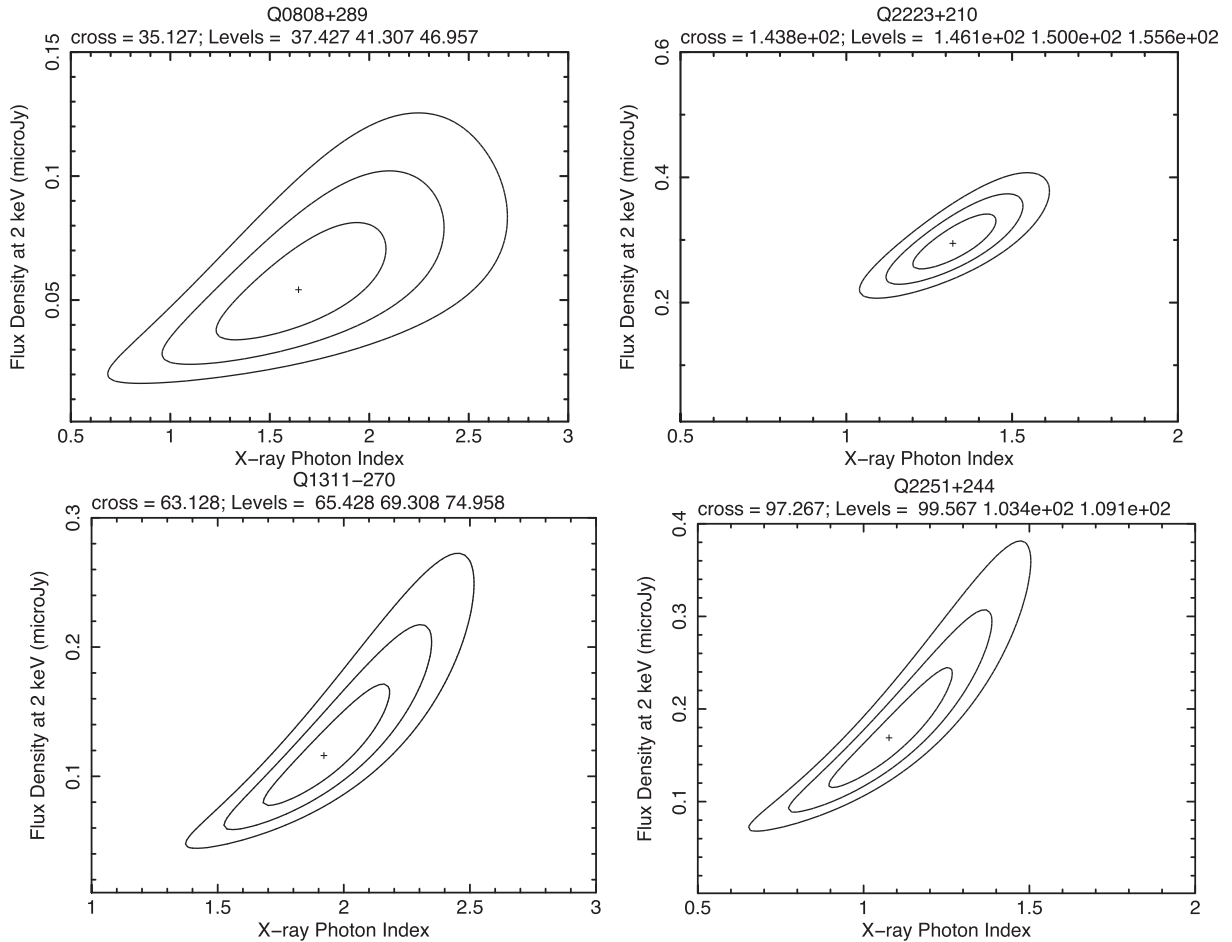 Q0808+289
cross = 35.127; Levels = 37.427 41.307 46.957
Flux Density at 2 keV (microJy)
0.15
0.1
0.05
0.5 1 1.5 2 2.5 3
X−ray Photon Index
Q2223+210
cross = 1.438e+02; Levels = 1.461e+02 1.500e+02 1.556e+02
Flux Density at 2 keV (microJy)
0.6
0.4
0.2
0.5 1 1.5 2
X−ray Photon Index
Q1311−270
cross = 63.128; Levels = 65.428 69.308 74.958
Flux Density at 2 keV (microJy)
0.3
0.2
0.1
1 1.5 2 2.5 3
X−ray Photon Index
Q2251+244
cross = 97.267; Levels = 99.567 1.034e+02 1.091e+02
Flux Density at 2 keV (microJy)
0.4
0.3
0.2
0.1
0.5 1 1.5 2
X−ray Photon Index